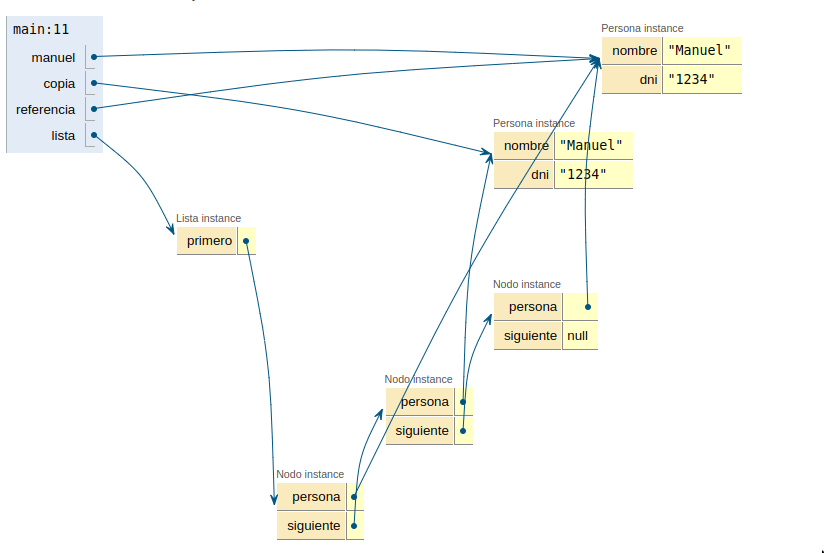 main:11
manuel
copia
referencia
lista
Persona instance
nombre "Manuel"
dni "1234"
Persona instance
nombre "Manuel"
dni "1234"
Lista instance
primero
Nodo instance
persona
siguiente null
Nodo instance
persona
siguiente
Nodo instance
persona
siguiente